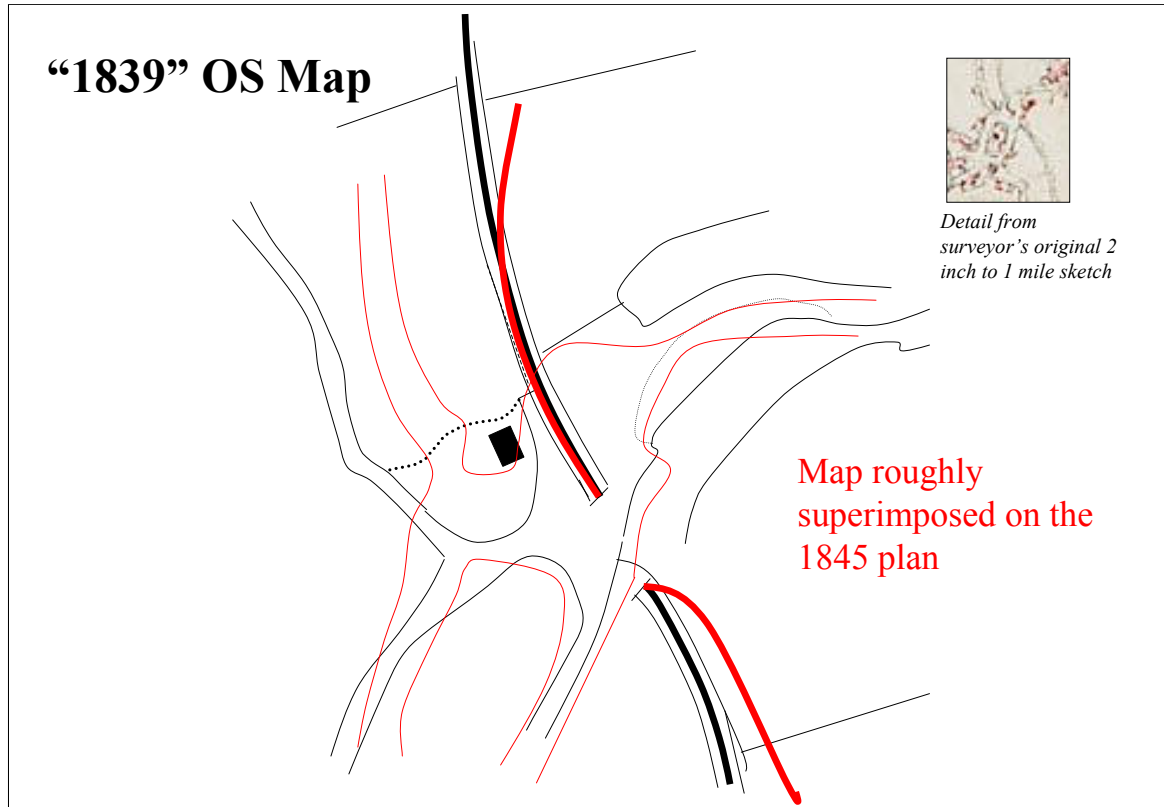 “1839” OS Map
Detail from
surveyor’s original 2
inch to 1 mile sketch
Map roughly
superimposed on the
1845 plan